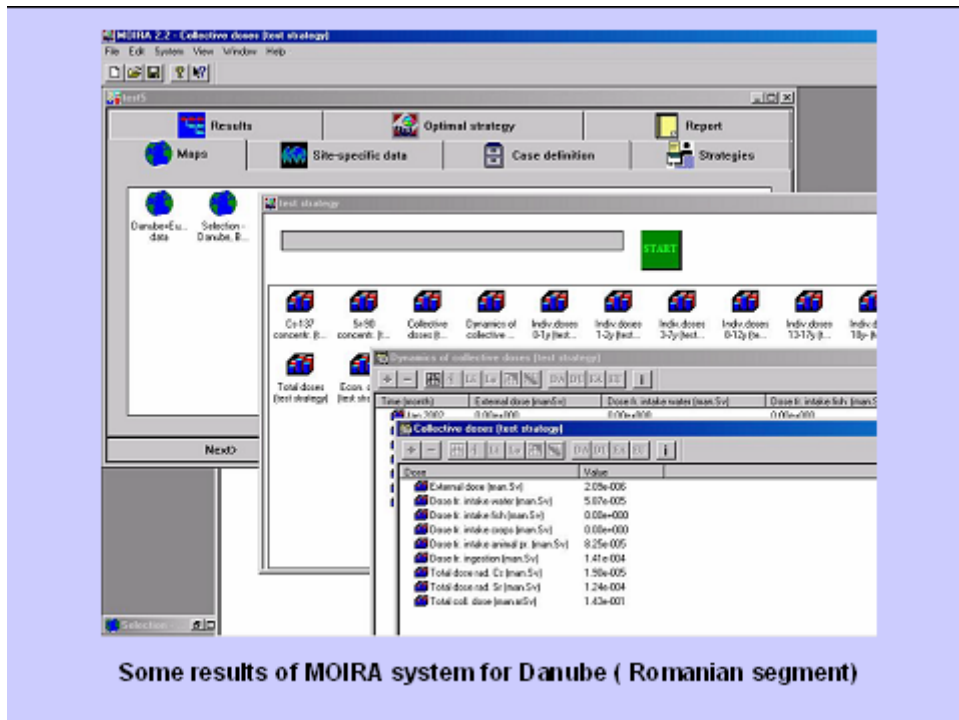 MOIRA 2.2 - Collective doses (test strategy)
File Edit System View Window Help
test5
Results Optimal strategy Report
Maps Site-specific data Case definition Strategies
Danube+Eu... data
Selection - Danube, B...
test strategy
START
Cs-137 concentr. (t...
Sr-90 concentr. (t...
Collective doses (t...
Dynamics of collective ...
Indiv.doses 0-1y (test...
Indiv.doses 1-2y (test...
Indiv.doses 3-7y (test...
Indiv.doses 8-12y (te...
Indiv.doses 13-17y (t...
Total doses (test strategy)
Dynamics of collective doses (test strategy)
Time (month) External dose (manSv) Dose fr. intake water (man.Sv) Dose fr. intake fish (man.S
Jan 2002 0.00e+000 0.00e+000 0.00e+000
Collective doses (test strategy)
Dose Value
External dose (man.Sv) 2.09e-006
Dose fr. intake water (man.Sv) 5.87e-005
Dose fr. intake fish (man.Sv) 0.00e+000
Dose fr. intake crops (man.Sv) 0.00e+000
Dose fr. intake animal pr. (man.Sv) 8.25e-005
Dose fr. ingestion (man.Sv) 1.41e-004
Total dose rad. Cs (man.Sv) 1.90e-005
Total dose rad. Sr (man.Sv) 1.24e-004
Total coll. dose (man.mSv) 1.43e-001
Next>
Selection
Some results of MOIRA system for Danube ( Romanian segment)